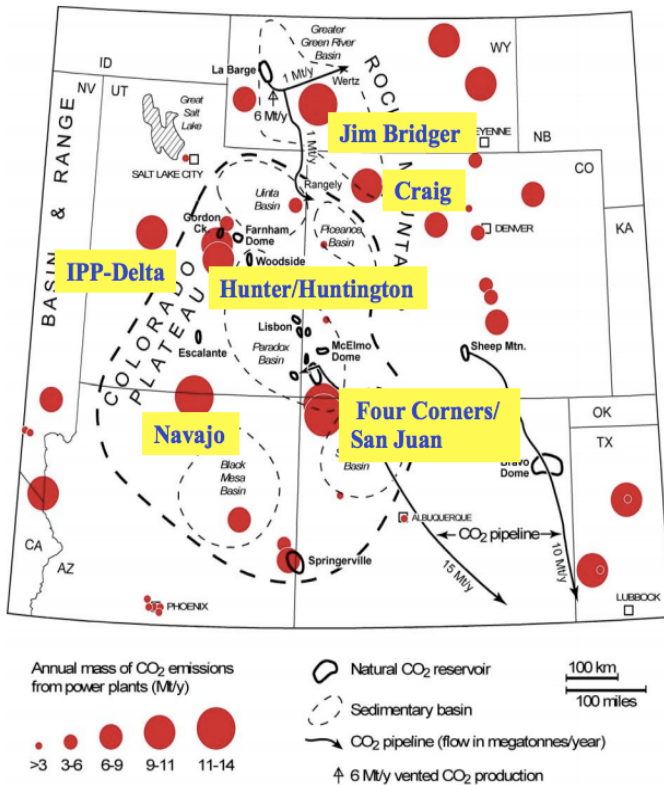 Greater
Green River
Basin
WY
ID
La Barge
1 Mt/y
Wertz
NV
UT
Great
Salt
Lake
6 Mt/y
1 Mt/y
ROCK
Jim Bridger
EYENNE
NB
SALT LAKE CITY
CO
Craig
Uinta
Basin
Rangely
BASIN & RANGE
Gordon
Ck.
Farnham
Dome
Piceance
Basin
DENVER
KA
UNTA
IPP-Delta
Woodside
Hunter/Huntington
COLORADO
PLATEAU
Lisbon
Paradox
Basin
McElmo
Dome
Sheep Mtn.
Escalante
Navajo
Four Corners/
San Juan
OK
TX
Basin
Bravo
Dome
Black
Mesa
Basin
ALBUQUERQUE
CO₂ pipeline
CA
AZ
Springerville
15 Mt/y
10 Mt/y
PHOENIX
LUBBOCK
Annual mass of CO₂ emissions
from power plants (Mt/y)
>3 3-6 6-9 9-11 11-14
Natural CO₂ reservoir
Sedimentary basin
CO₂ pipeline (flow in megatonnes/year)
6 Mt/y vented CO₂ production
100 km
100 miles